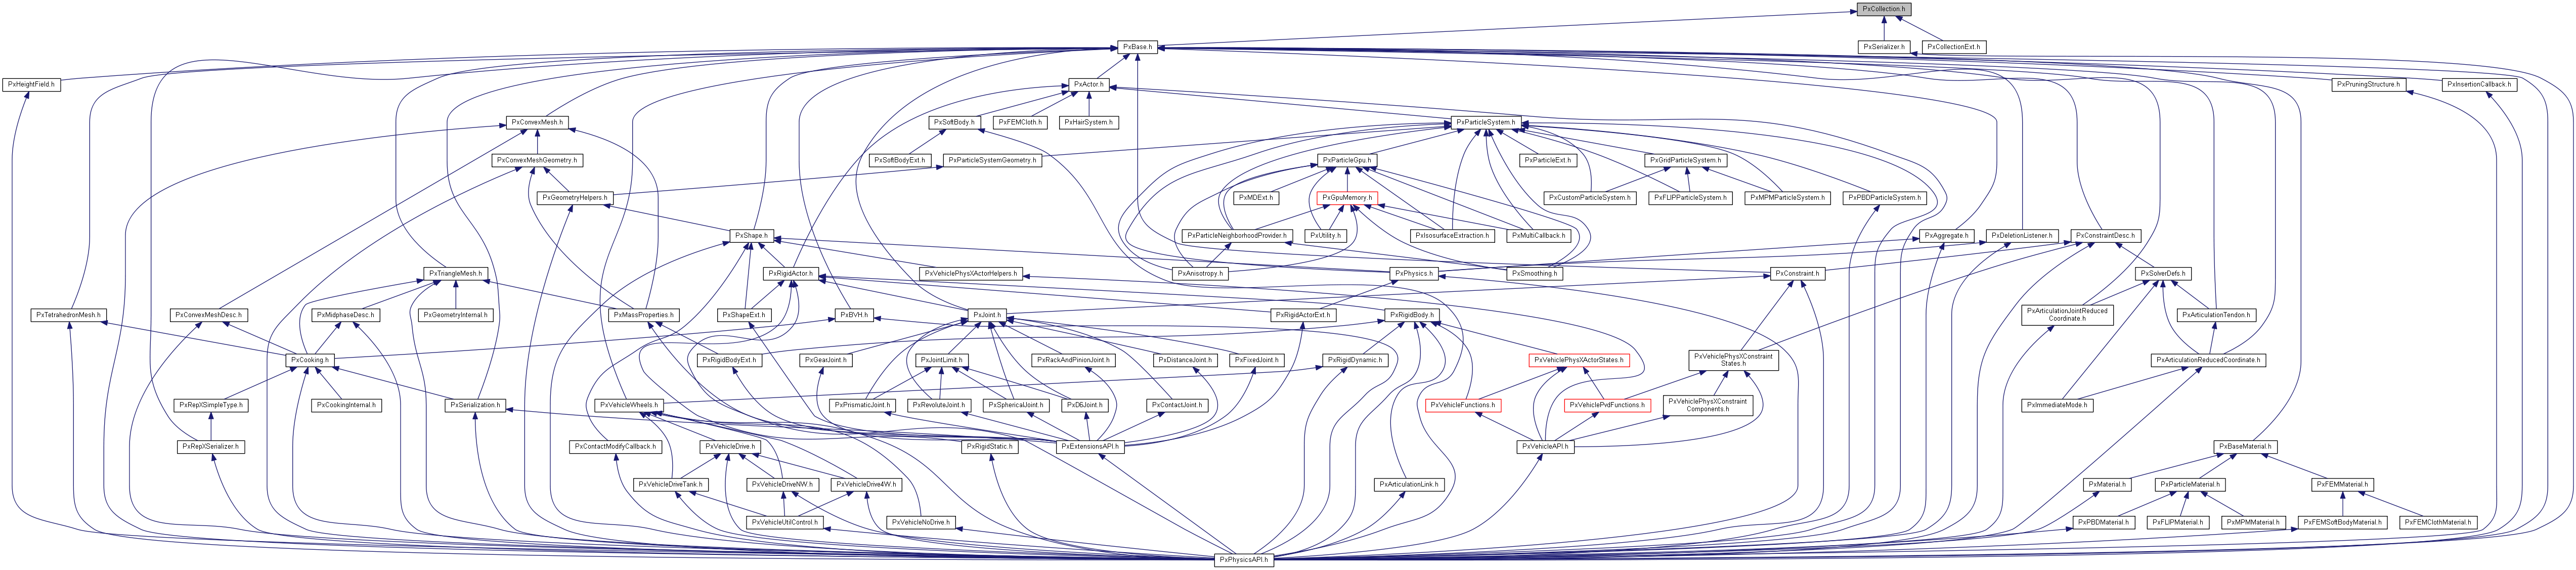 PxCollection.h
PxBase.h
PxSerializer.h
PxCollectionExt.h
PxHeightField.h
PxActor.h
PxPruningStructure.h
PxInsertionCallback.h
PxConvexMesh.h
PxSoftBody.h
PxFEMCloth.h
PxHairSystem.h
PxParticleSystem.h
PxConvexMeshGeometry.h
PxSoftBodyExt.h
PxParticleSystemGeometry.h
PxParticleGpu.h
PxParticleExt.h
PxGridParticleSystem.h
PxGeometryHelpers.h
PxMDExt.h
PxGpuMemory.h
PxCustomParticleSystem.h
PxFLIPParticleSystem.h
PxMPMParticleSystem.h
PxPBDParticleSystem.h
PxShape.h
PxParticleNeighborhoodProvider.h
PxUtility.h
PxIsosurfaceExtraction.h
PxMultiCallback.h
PxAggregate.h
PxDeletionListener.h
PxConstraintDesc.h
PxTriangleMesh.h
PxRigidActor.h
PxVehiclePhysXActorHelpers.h
PxAnisotropy.h
PxPhysics.h
PxSmoothing.h
PxConstraint.h
PxSolverDefs.h
PxTetrahedronMesh.h
PxConvexMeshDesc.h
PxMidphaseDesc.h
PxGeometryInternal.h
PxMassProperties.h
PxShapeExt.h
PxBVH.h
PxJoint.h
PxRigidActorExt.h
PxRigidBody.h
PxArticulationJointReduced
Coordinate.h
PxArticulationTendon.h
PxCooking.h
PxRigidBodyExt.h
PxGearJoint.h
PxJointLimit.h
PxRackAndPinionJoint.h
PxDistanceJoint.h
PxFixedJoint.h
PxRigidDynamic.h
PxVehiclePhysXActorStates.h
PxVehiclePhysXConstraint
States.h
PxArticulationReducedCoordinate.h
PxRepXSimpleType.h
PxCookingInternal.h
PxSerialization.h
PxVehicleWheels.h
PxPrismaticJoint.h
PxRevoluteJoint.h
PxSphericalJoint.h
PxD6Joint.h
PxContactJoint.h
PxVehicleFunctions.h
PxVehiclePvdFunctions.h
PxVehiclePhysXConstraint
Components.h
PxImmediateMode.h
PxRepXSerializer.h
PxContactModifyCallback.h
PxVehicleDrive.h
PxRigidStatic.h
PxExtensionsAPI.h
PxVehicleAPI.h
PxBaseMaterial.h
PxVehicleDriveTank.h
PxVehicleDriveNW.h
PxVehicleDrive4W.h
PxArticulationLink.h
PxMaterial.h
PxParticleMaterial.h
PxFEMMaterial.h
PxVehicleUtilControl.h
PxVehicleNoDrive.h
PxPBDMaterial.h
PxFLIPMaterial.h
PxMPMMaterial.h
PxFEMSoftBodyMaterial.h
PxFEMClothMaterial.h
PxPhysicsAPI.h